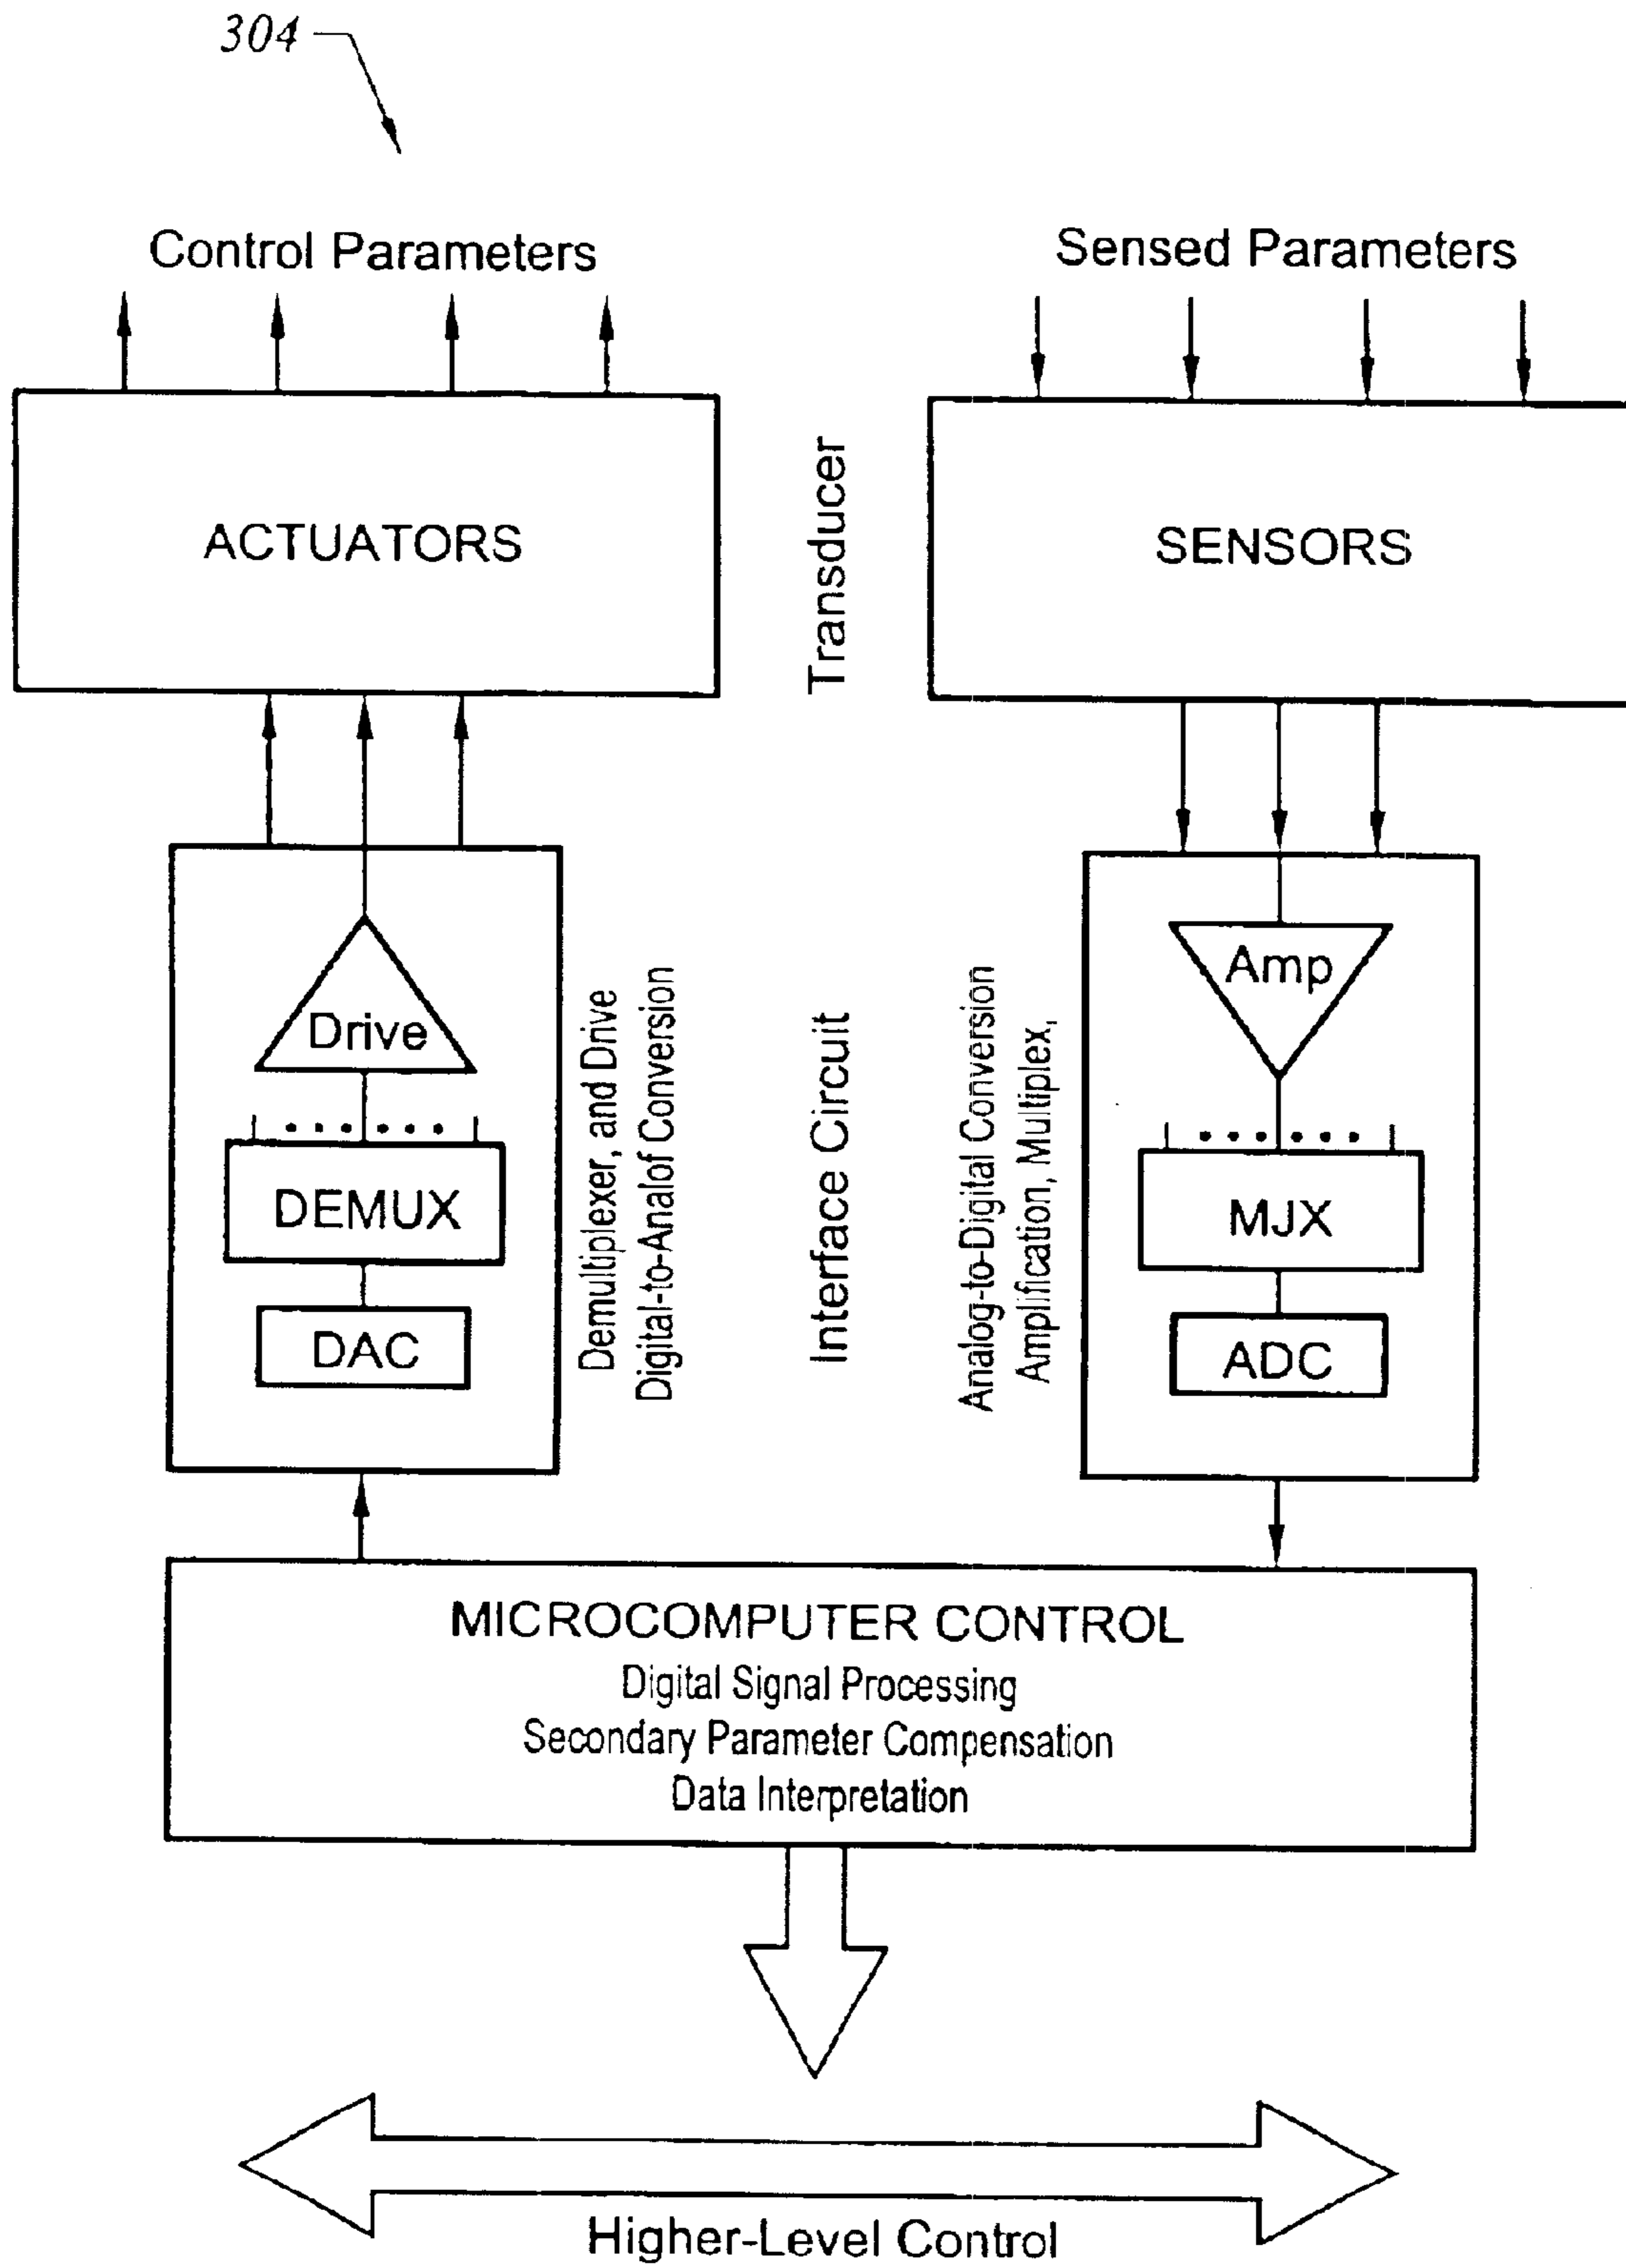 304
Control Parameters
Sensed Parameters
ACTUATORS
Transducer
SENSORS
Drive
DEMUX
DAC
Demultiplexer, and Drive
Digital-to-Analof Conversion
Interface Circuit
Analog-to-Digital Conversion
Amplification, Multiplex,
Amp
MJX
ADC
MICROCOMPUTER CONTROL
Digital Signal Processing
Secondary Parameter Compensation
Data Interpretation
Higher-Level Control